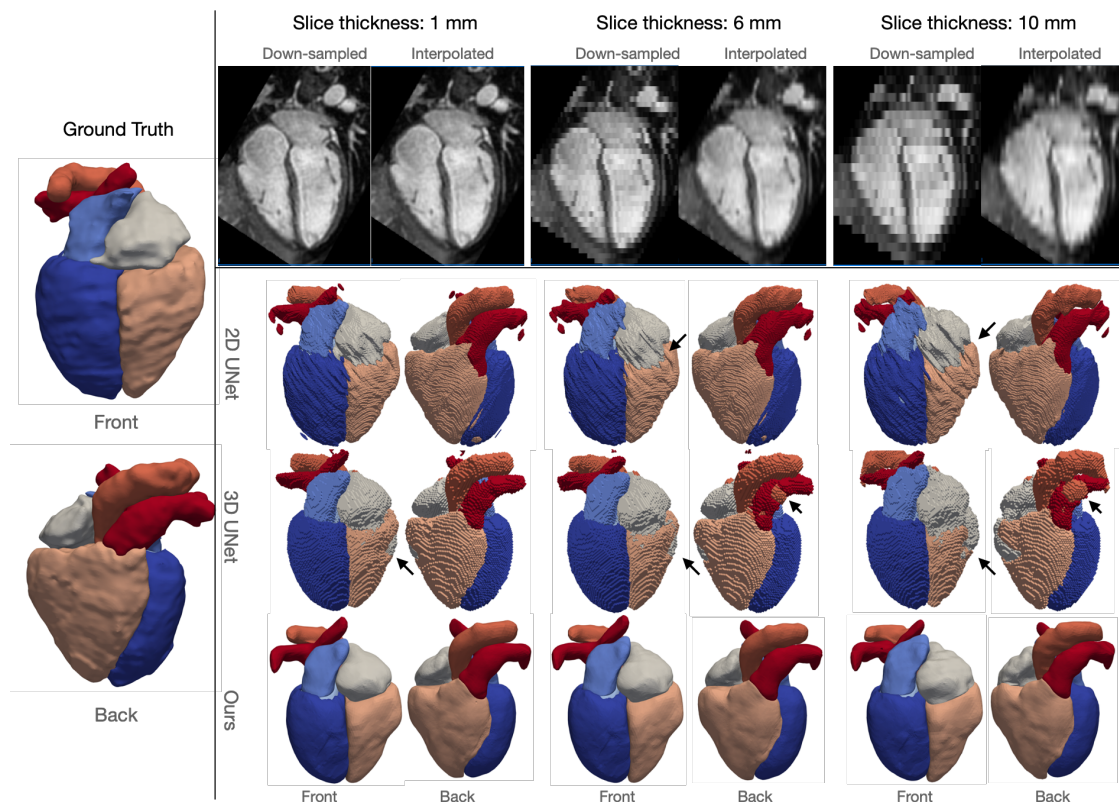 Slice thickness: 1 mm
Slice thickness: 6 mm
Slice thickness: 10 mm
Down-sampled
Interpolated
Down-sampled
Interpolated
Down-sampled
Interpolated
Ground Truth
Front
Back
2D UNet
3D UNet
Ours
Front
Back
Front
Back
Front
Back